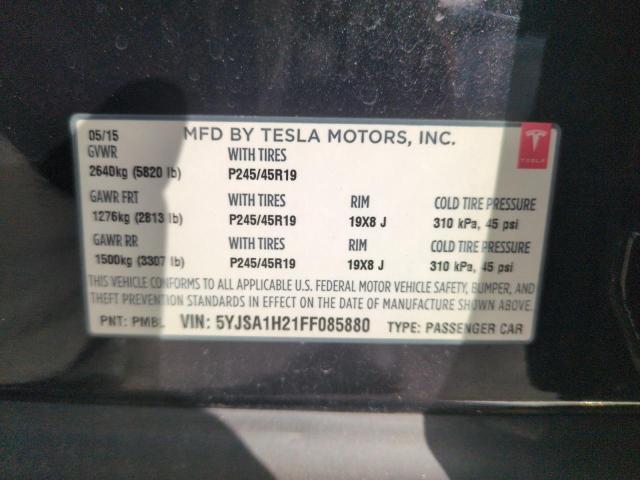 05/15 MFD BY TESLA MOTORS, INC.
GVWR WITH TIRES
2640kg (5820 lb) P245/45R19
GAWR FRT WITH TIRES RIM COLD TIRE PRESSURE
1276kg (2813 lb) P245/45R19 19X8 J 310 kPa, 45 psi
GAWR RR WITH TIRES RIM COLD TIRE PRESSURE
1500kg (3307 lb) P245/45R19 19X8 J 310 kPa, 45 psi
THIS VEHICLE CONFORMS TO ALL APPLICABLE U.S. FEDERAL MOTOR VEHICLE SAFETY, BUMPER, AND
THEFT PREVENTION STANDARDS IN EFFECT ON THE DATE OF MANUFACTURE SHOWN ABOVE.
PNT: PMBL VIN: 5YJSA1H21FF085880 TYPE: PASSENGER CAR
TESLA